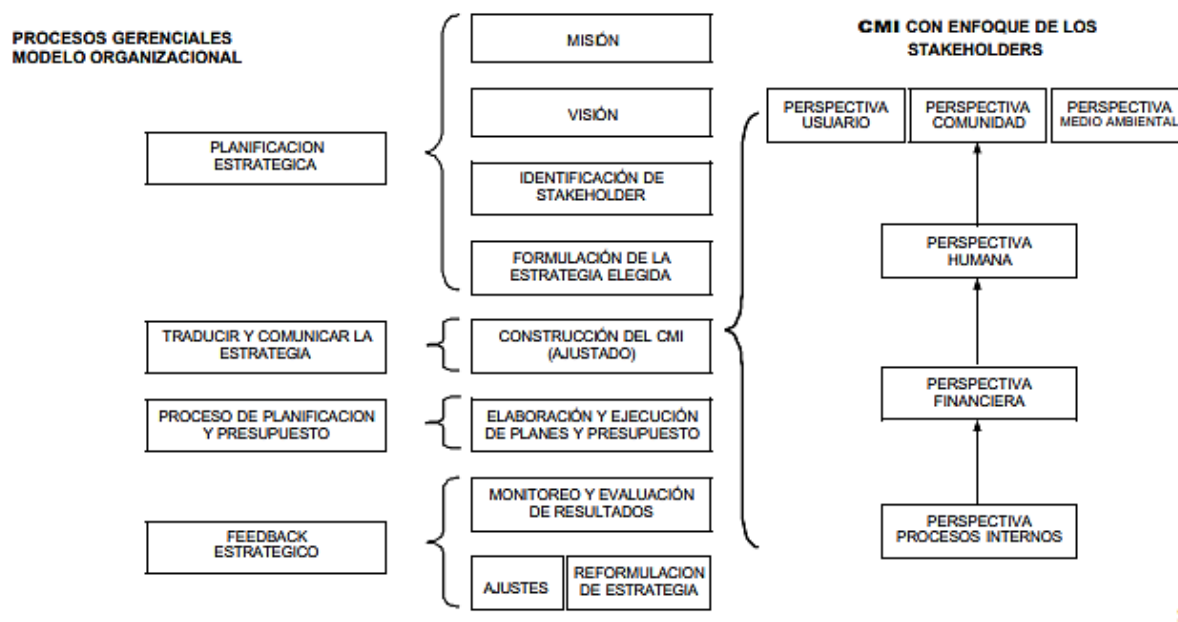 PROCESOS GERENCIALES
MODELO ORGANIZACIONAL
PLANIFICACION
ESTRATEGICA
TRADUCIR Y COMUNICAR LA
ESTRATEGIA
PROCESO DE PLANIFICACION
Y PRESUPUESTO
FEEDBACK
ESTRATEGICO
MISIÓN
VISIÓN
IDENTIFICACIÓN DE
STAKEHOLDER
FORMULACIÓN DE LA
ESTRATEGIA ELEGIDA
CONSTRUCCIÓN DEL CMI
(AJUSTADO)
ELABORACIÓN Y EJECUCIÓN
DE PLANES Y PRESUPUESTO
MONITOREO Y EVALUACIÓN
DE RESULTADOS
AJUSTES
REFORMULACION
DE ESTRATEGIA
CMI CON ENFOQUE DE LOS
STAKEHOLDERS
PERSPECTIVA
USUARIO
PERSPECTIVA
COMUNIDAD
PERSPECTIVA
MEDIO AMBIENTAL
PERSPECTIVA
HUMANA
PERSPECTIVA
FINANCIERA
PERSPECTIVA
PROCESOS INTERNOS